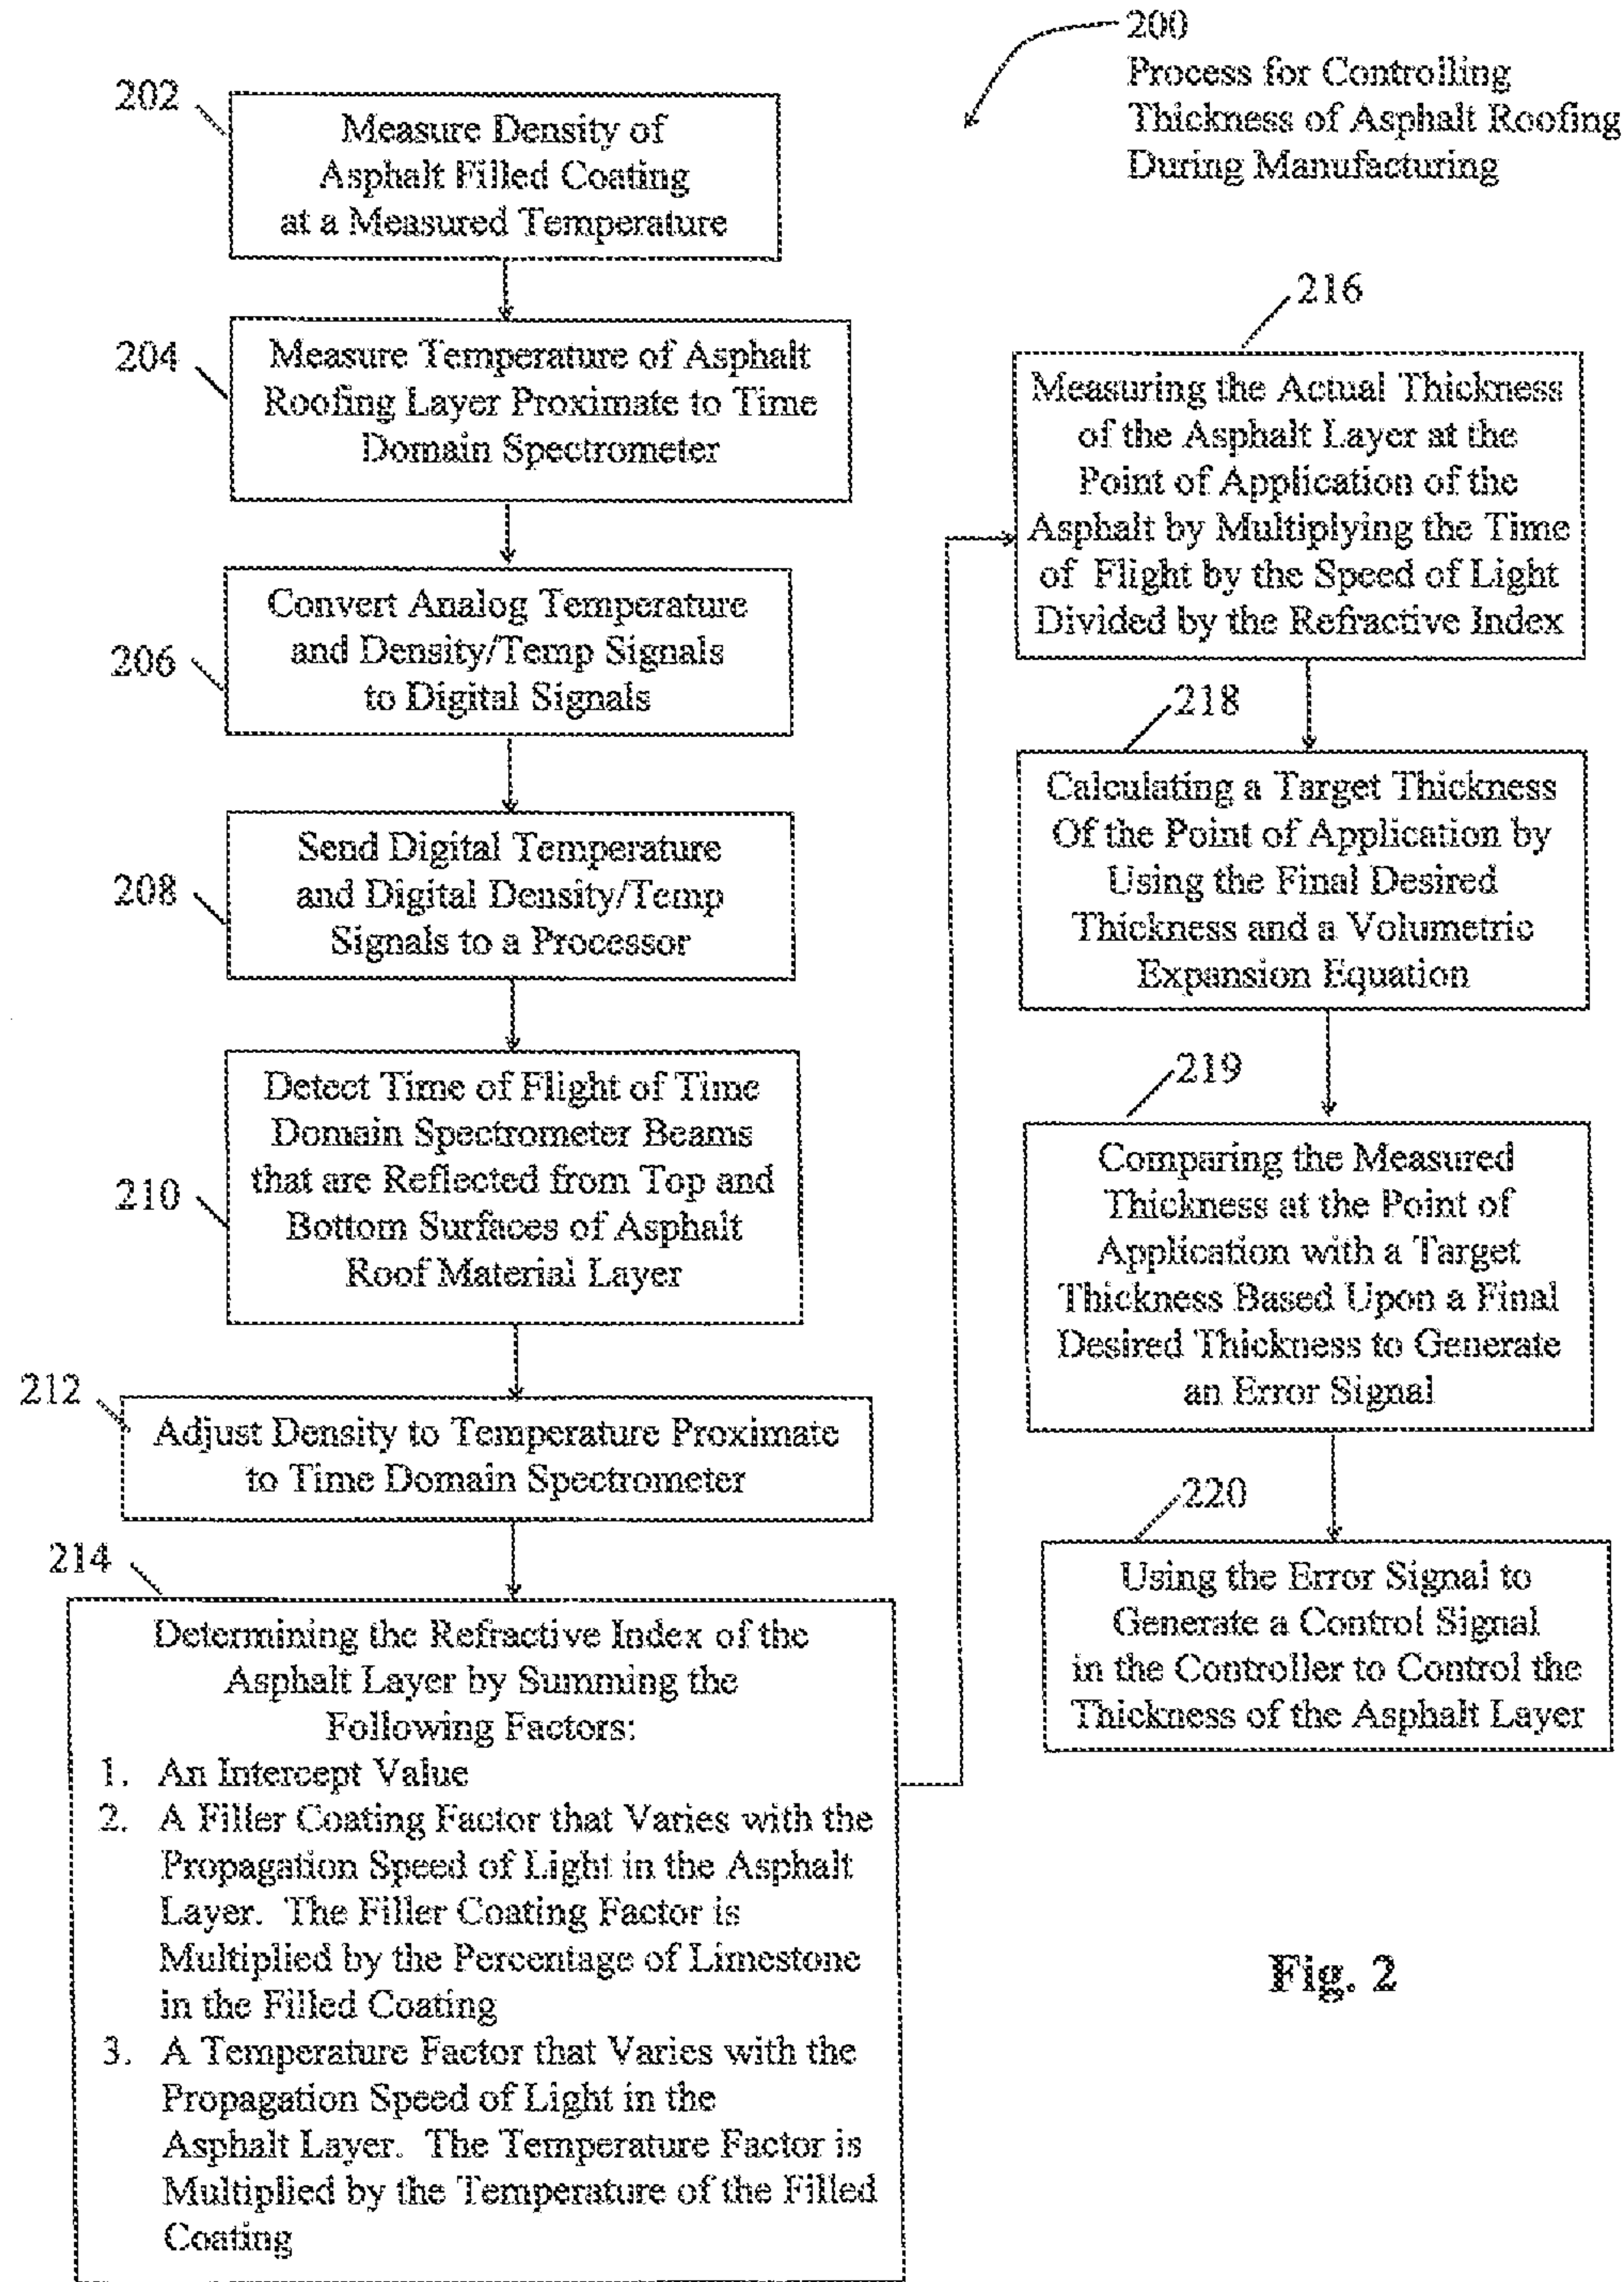 200
Process for Controlling
Thickness of Asphalt Roofing
During Manufacturing
202
Measure Density of
Asphalt Filled Coating
at a Measured Temperature
204
Measure Temperature of Asphalt
Roofing Layer Proximate to Time
Domain Spectrometer
206
Convert Analog Temperature
and Density/Temp Signals
to Digital Signals
208
Send Digital Temperature
and Digital Density/Temp
Signals to a Processor
210
Detect Time of Flight of Time
Domain Spectrometer Beams
that are Reflected from Top and
Bottom Surfaces of Asphalt
Roof Material Layer
212
Adjust Density to Temperature Proximate
to Time Domain Spectrometer
214
Determining the Refractive Index of the
Asphalt Layer by Summing the
Following Factors:
1. An Intercept Value
2. A Filler Coating Factor that Varies with the
Propagation Speed of Light in the Asphalt
Layer. The Filler Coating Factor is
Multiplied by the Percentage of Limestone
in the Filled Coating
3. A Temperature Factor that Varies with the
Propagation Speed of Light in the
Asphalt Layer. The Temperature Factor is
Multiplied by the Temperature of the Filled
Coating
216
Measuring the Actual Thickness
of the Asphalt Layer at the
Point of Application of the
Asphalt by Multiplying the Time
of Flight by the Speed of Light
Divided by the Refractive Index
218
Calculating a Target Thickness
Of the Point of Application by
Using the Final Desired
Thickness and a Volumetric
Expansion Equation
219
Comparing the Measured
Thickness at the Point of
Application with a Target
Thickness Based Upon a Final
Desired Thickness to Generate
an Error Signal
220
Using the Error Signal to
Generate a Control Signal
in the Controller to Control the
Thickness of the Asphalt Layer
Fig. 2